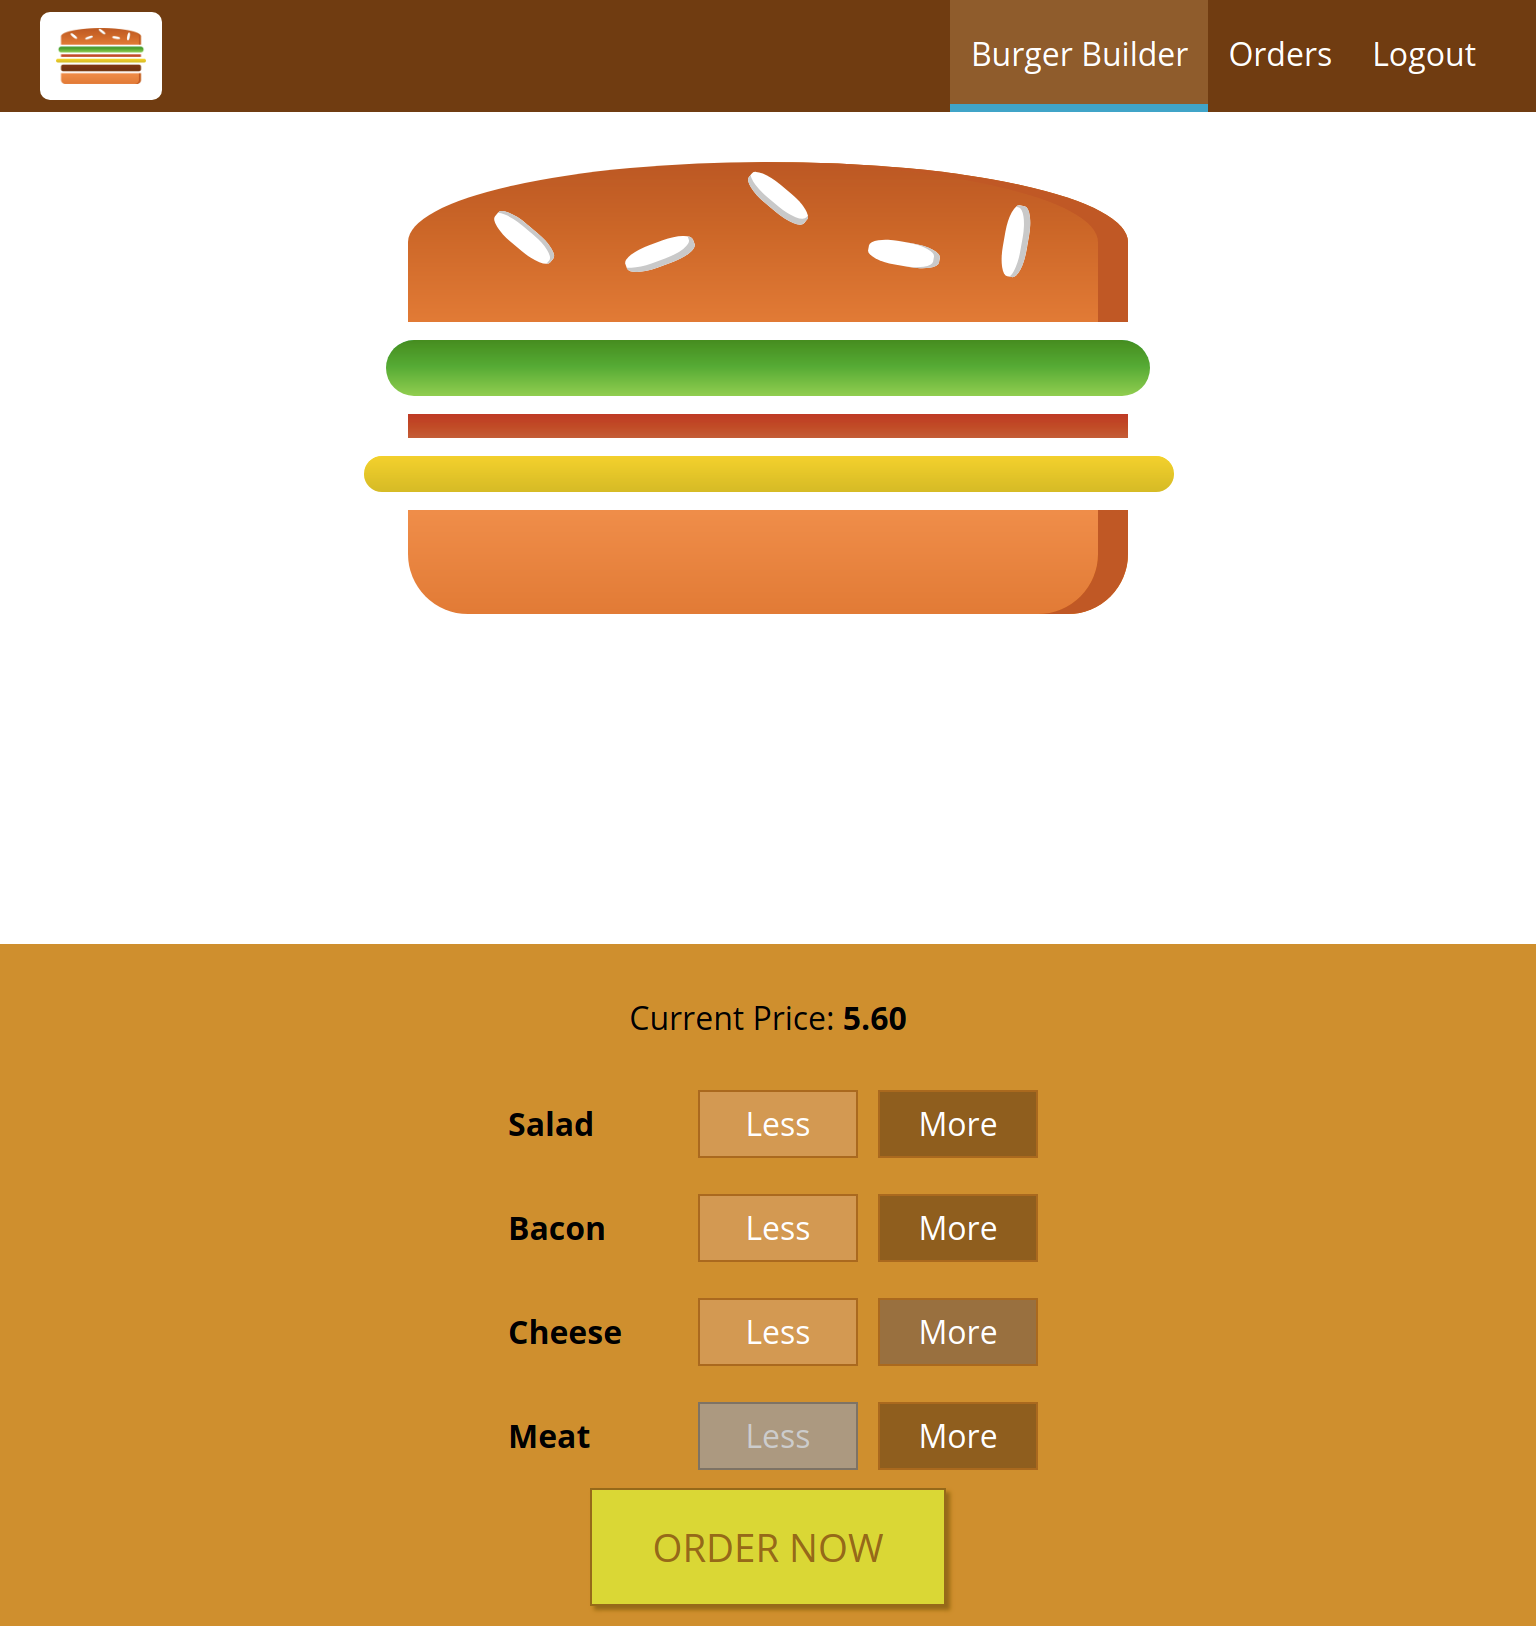 Burger Builder Orders Logout
Current Price: 5.60
Salad Less More
Bacon Less More
Cheese Less More
Meat Less More
ORDER NOW